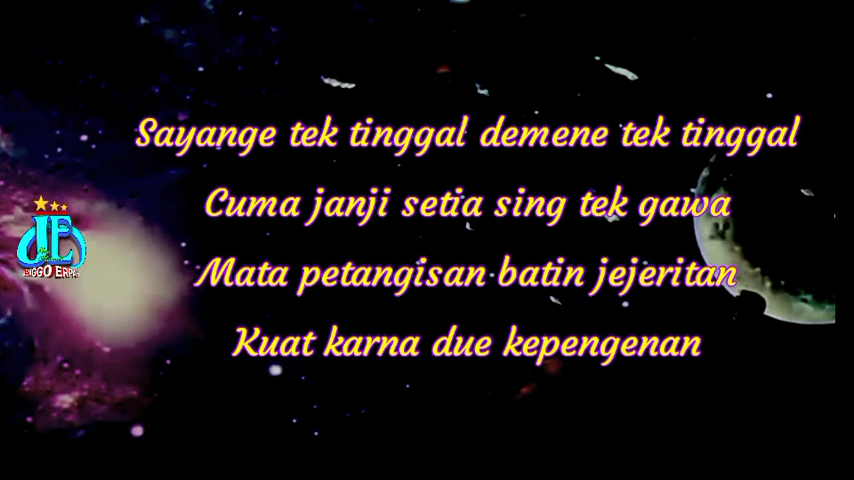 Sayange tek tinggal demene tek tinggal
Cuma janji setia sing tek gawa
Mata petangisan batin jejeritan
Kuat karna due kepengenan